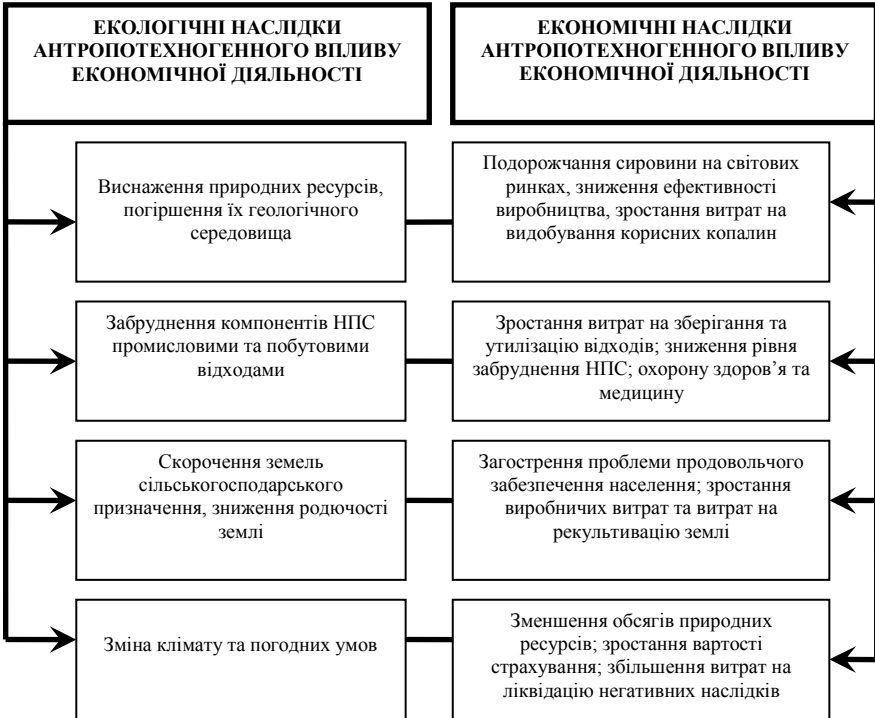 ЕКОЛОГІЧНІ НАСЛІДКИ
АНТРОПОТЕХНОГЕННОГО ВПЛИВУ
ЕКОНОМІЧНОЇ ДІЯЛЬНОСТІ
ЕКОНОМІЧНІ НАСЛІДКИ
АНТРОПОТЕХНОГЕННОГО ВПЛИВУ
ЕКОНОМІЧНОЇ ДІЯЛЬНОСТІ
Виснаження природних ресурсів,
погіршення їх геологічного
середовища
Подорожчання сировини на світових
ринках, зниження ефективності
виробництва, зростання витрат на
видобування корисних копалин
Забруднення компонентів НПС
промисловими та побутовими
відходами
Зростання витрат на зберігання та
утилізацію відходів; зниження рівня
забруднення НПС; охорону здоров’я та
медицину
Скорочення земель
сільськогосподарського
призначення, зниження родючості
землі
Загострення проблеми продовольчого
забезпечення населення; зростання
виробничих витрат та витрат на
рекультивацію землі
Зміна клімату та погодних умов
Зменшення обсягів природних
ресурсів; зростання вартості
страхування; збільшення витрат на
ліквідацію негативних наслідків